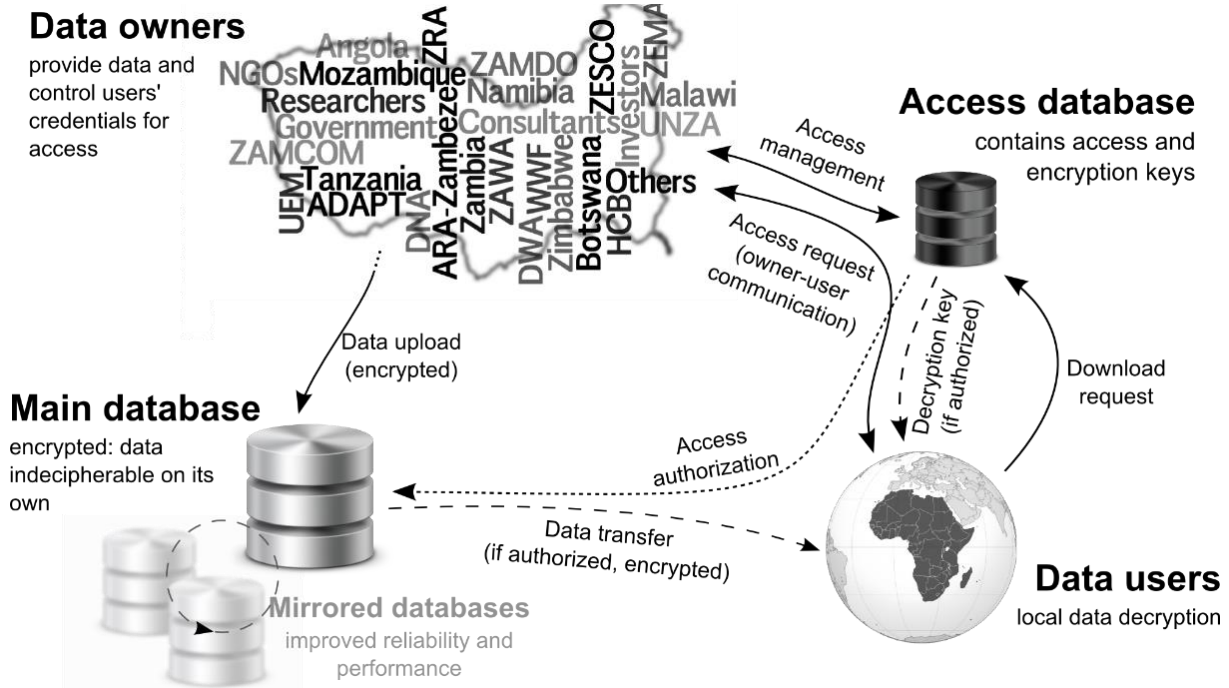 Data owners
provide data and
control users'
credentials for
access
Angola
ZRA
ZAMDO
ZESCO
Investors
ZEMA
NGOs
Mozambique
Namibia
Malawi
Researchers
Government
Consultants
UNZA
ZAMCOM
ARA-Zambeze
Zambia
ZAWA
WWF
DWA
Zimbabwe
Botswana
Others
HCB
UEM
Tanzania
ADAPT
DNA
Access database
contains access and
encryption keys
Access
management
Access request
(owner-user
communication)
Decryption key
(if authorized)
Download
request
Data upload
(encrypted)
Main database
encrypted: data
indecipherable on its
own
Access
authorization
Data transfer
(if authorized, encrypted)
Mirrored databases
improved reliability and
performance
Data users
local data decryption